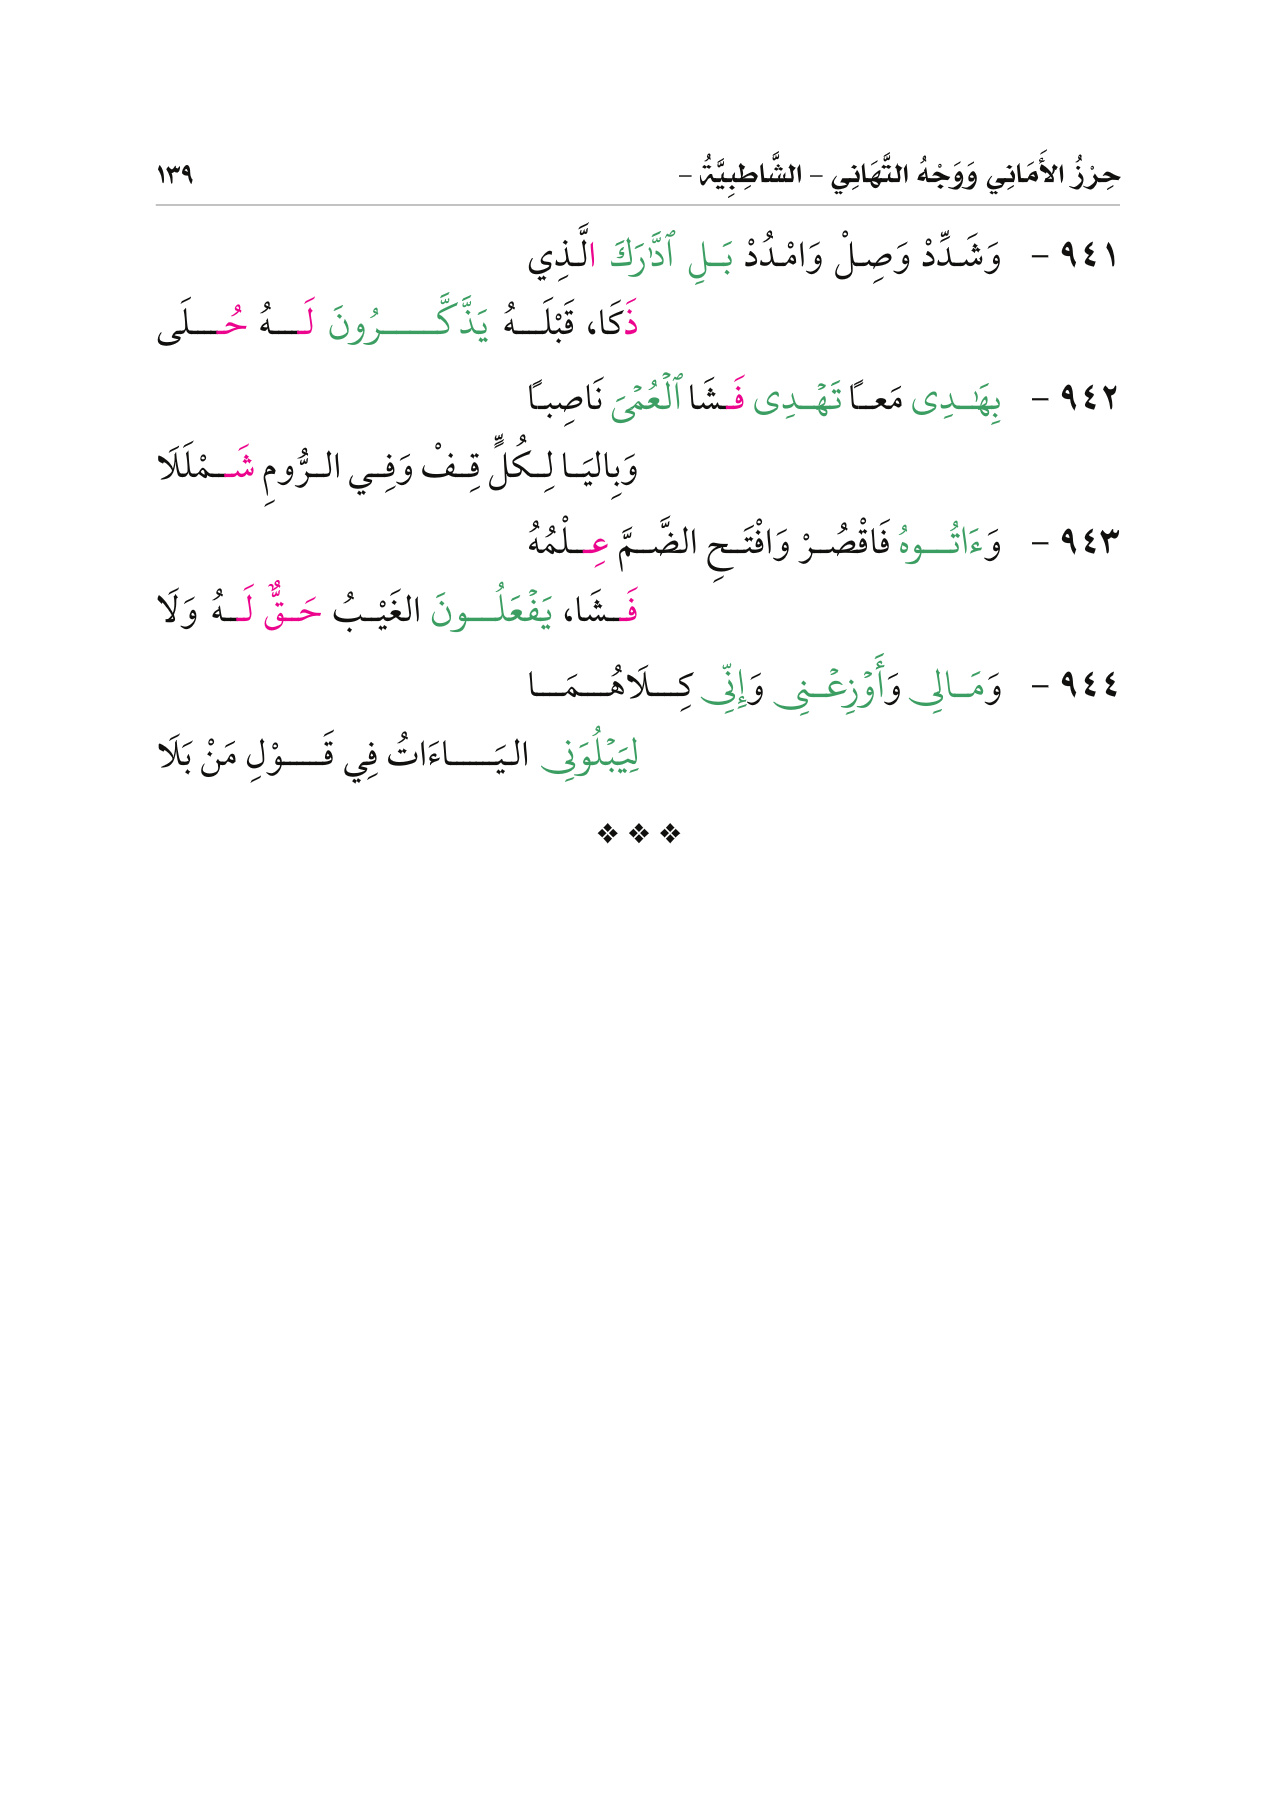 حِرْزُ الأَمَانِي وَوَجْهُ التَّهَانِي – الشَّاطِبِيَّةُ – ١٣٩
٩٤١ – وَشَدِّدْ وَصِلْ وَامْدُدْ بَلِ ٱدَّٰرَكَ الَّذِي
ذَكَا، قَبْلَهُ يَذَّكَّرُونَ لَهُ حُلَى
٩٤٢ – بِهَٰدِى مَعًا تَهْدِى فَشَا ٱلْعُمْىَ نَاصِبًا
وَبِاليَا لِكُلٍّ قِفْ وَفِي الرُّومِ شَمْلَلَا
٩٤٣ – وَءَاتُوهُ فَاقْصُرْ وَافْتَحِ الضَّمَّ عِلْمُهُ
فَشَا، يَفْعَلُونَ الغَيْبُ حَقٌّ لَهُ وَلَا
٩٤٤ – وَمَالِى وَأَوْزِعْنِى وَإِنِّى كِلَاهُمَا
لِيَبْلُوَنِى اليَاءَاتُ فِي قَوْلِ مَنْ بَلَا
❖ ❖ ❖